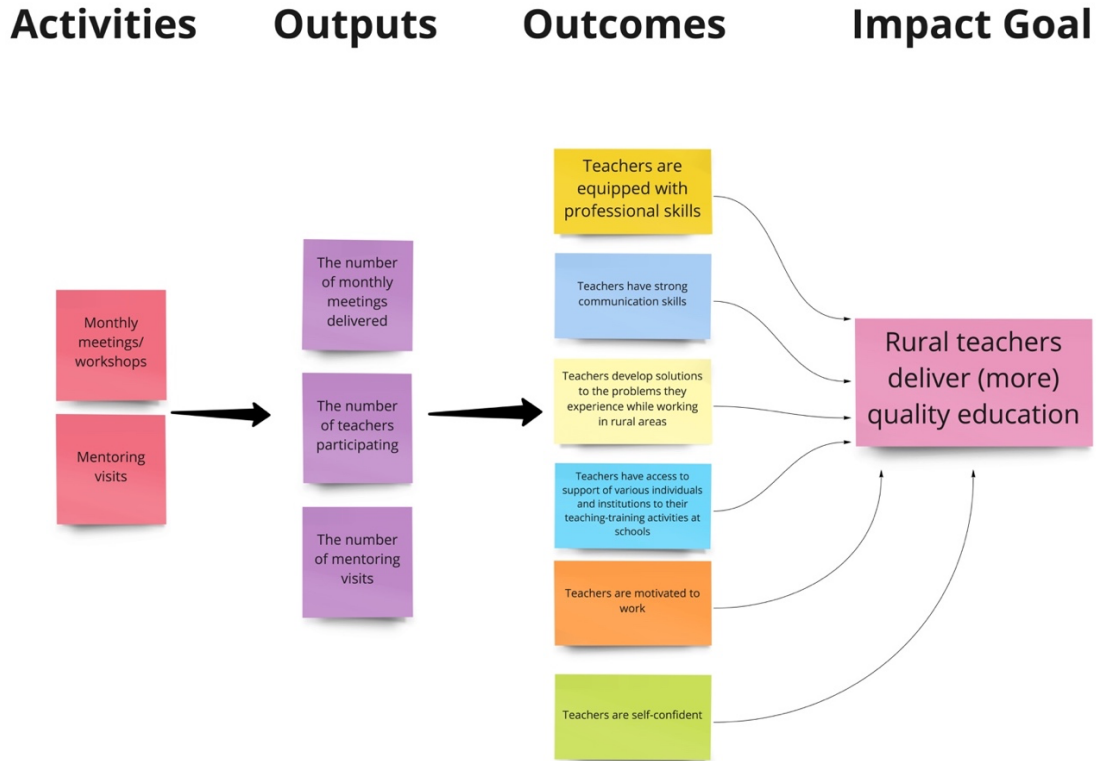 Activities
Outputs
Outcomes
Impact Goal
Monthly
meetings/
workshops
Mentoring
visits
The number
of monthly
meetings
delivered
The number
of teachers
participating
The number
of mentoring
visits
Teachers are
equipped with
professional skills
Teachers have strong
communication skills
Teachers develop solutions
to the problems they
experience while working
in rural areas
Teachers have access to
support of various individuals
and institutions to their
teaching-training activities at
schools
Teachers are motivated to
work
Teachers are self-confident
Rural teachers
deliver (more)
quality education